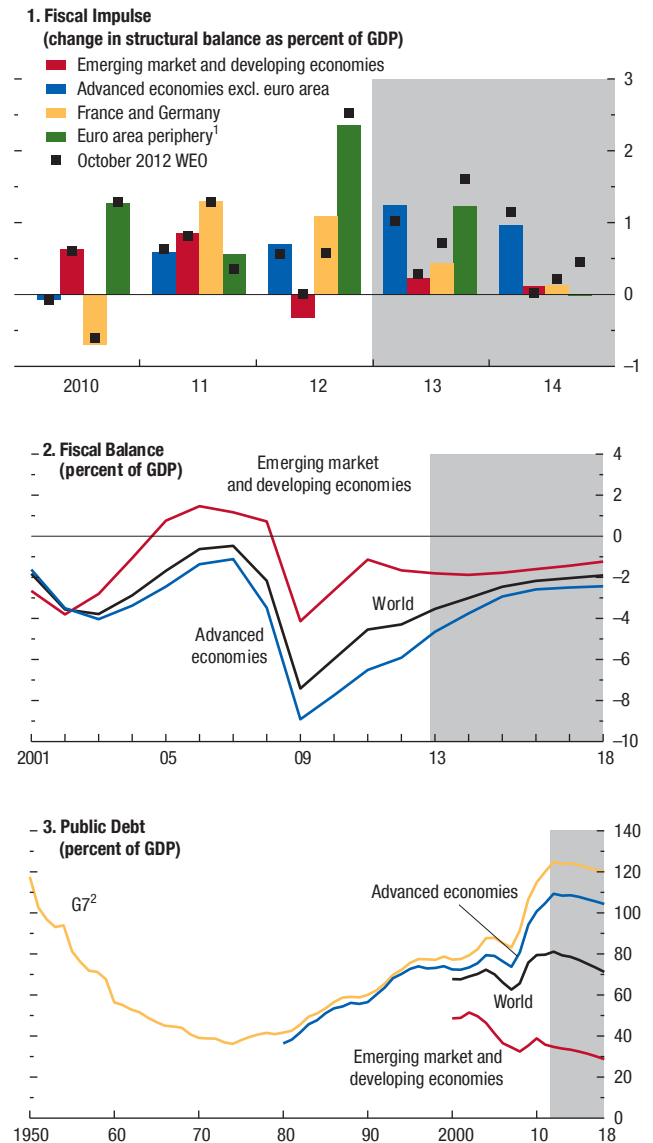 1. Fiscal Impulse
(change in structural balance as percent of GDP)
Emerging market and developing economies
Advanced economies excl. euro area
France and Germany
Euro area periphery¹
October 2012 WEO
3
2
1
0
–1
2010 11 12 13 14
2. Fiscal Balance
(percent of GDP)
Emerging market
and developing economies
World
Advanced
economies
4
2
0
–2
–4
–6
–8
–10
2001 05 09 13 18
3. Public Debt
(percent of GDP)
G7²
Advanced economies
World
Emerging market and
developing economies
140
120
100
80
60
40
20
0
1950 60 70 80 90 2000 10 18